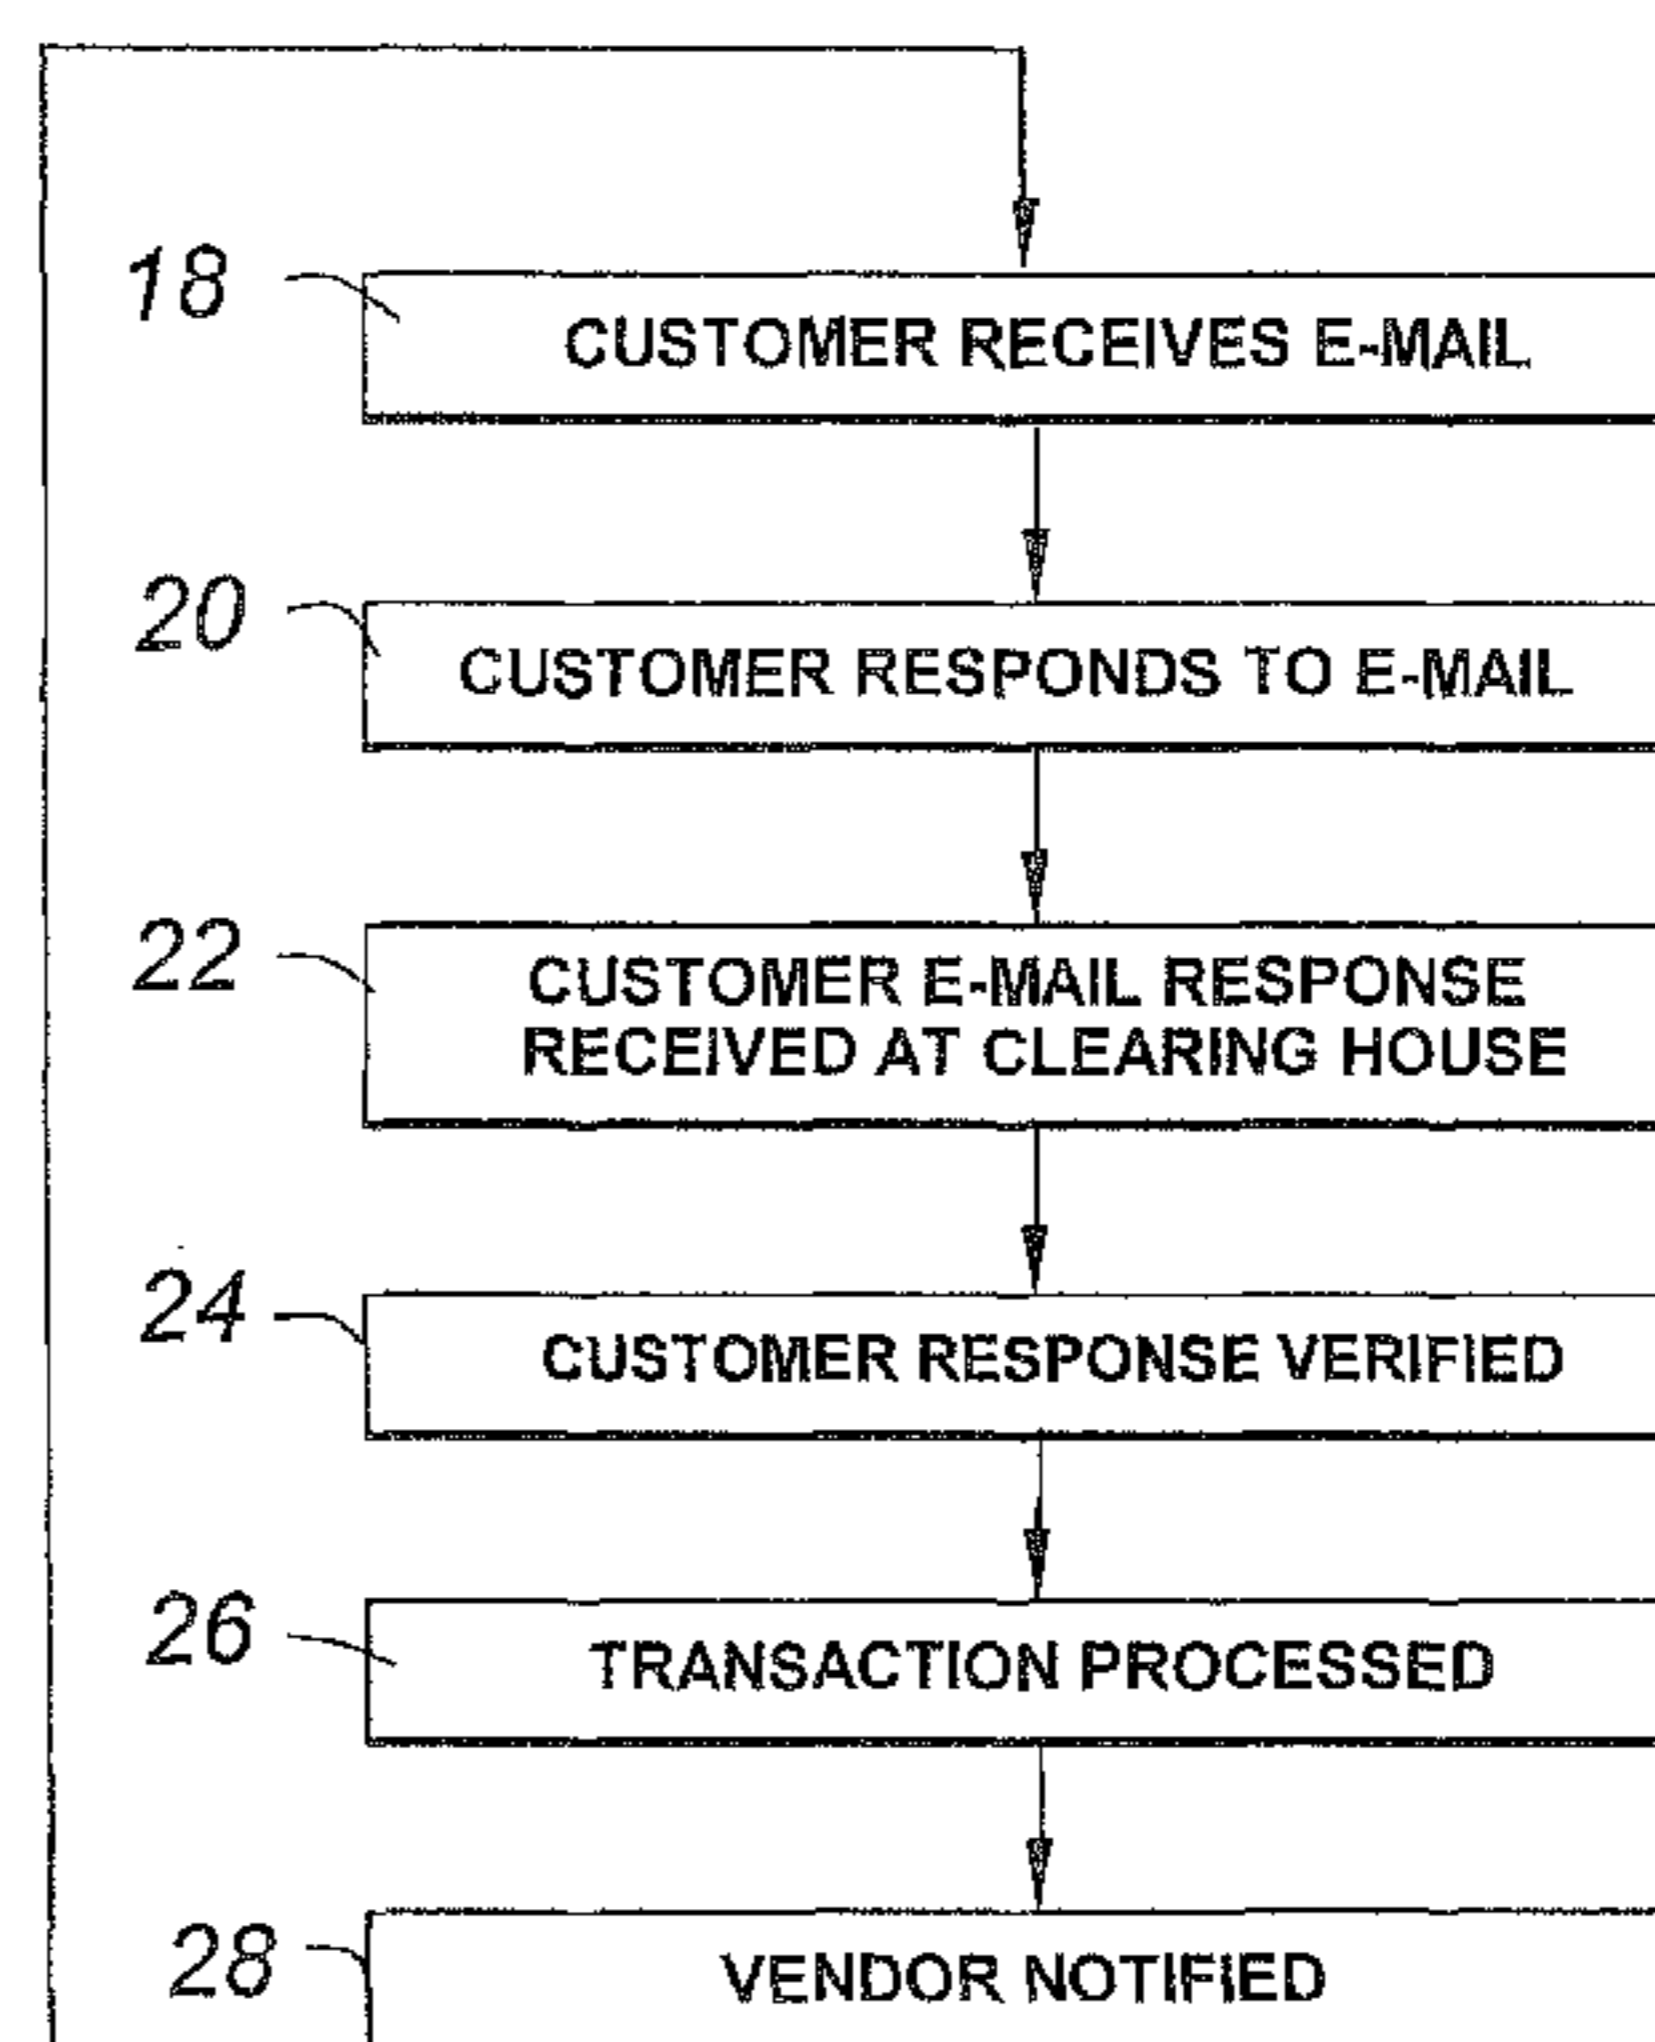 18 CUSTOMER RECEIVES E-MAIL
20 CUSTOMER RESPONDS TO E-MAIL
22 CUSTOMER E-MAIL RESPONSE
RECEIVED AT CLEARING HOUSE
24 CUSTOMER RESPONSE VERIFIED
26 TRANSACTION PROCESSED
28 VENDOR NOTIFIED